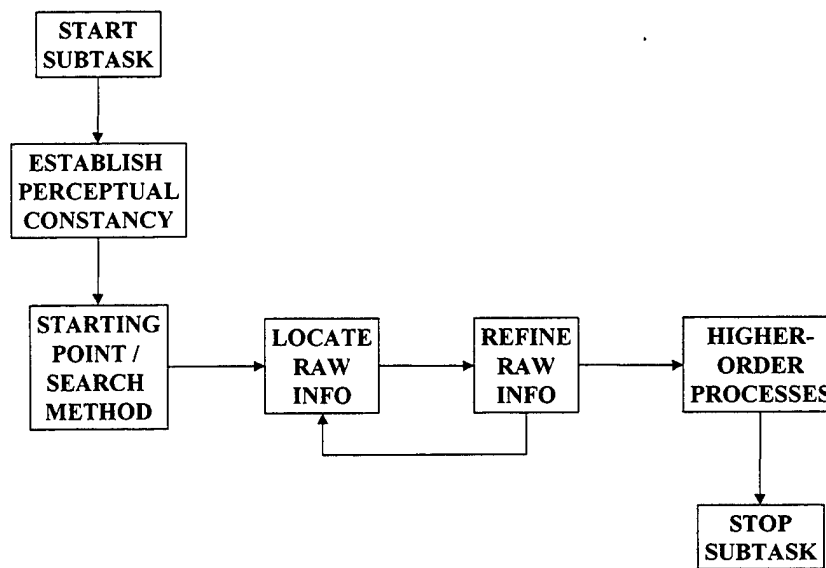 START
SUBTASK
ESTABLISH
PERCEPTUAL
CONSTANCY
STARTING
POINT /
SEARCH
METHOD
LOCATE
RAW
INFO
REFINE
RAW
INFO
HIGHER-
ORDER
PROCESSES
STOP
SUBTASK